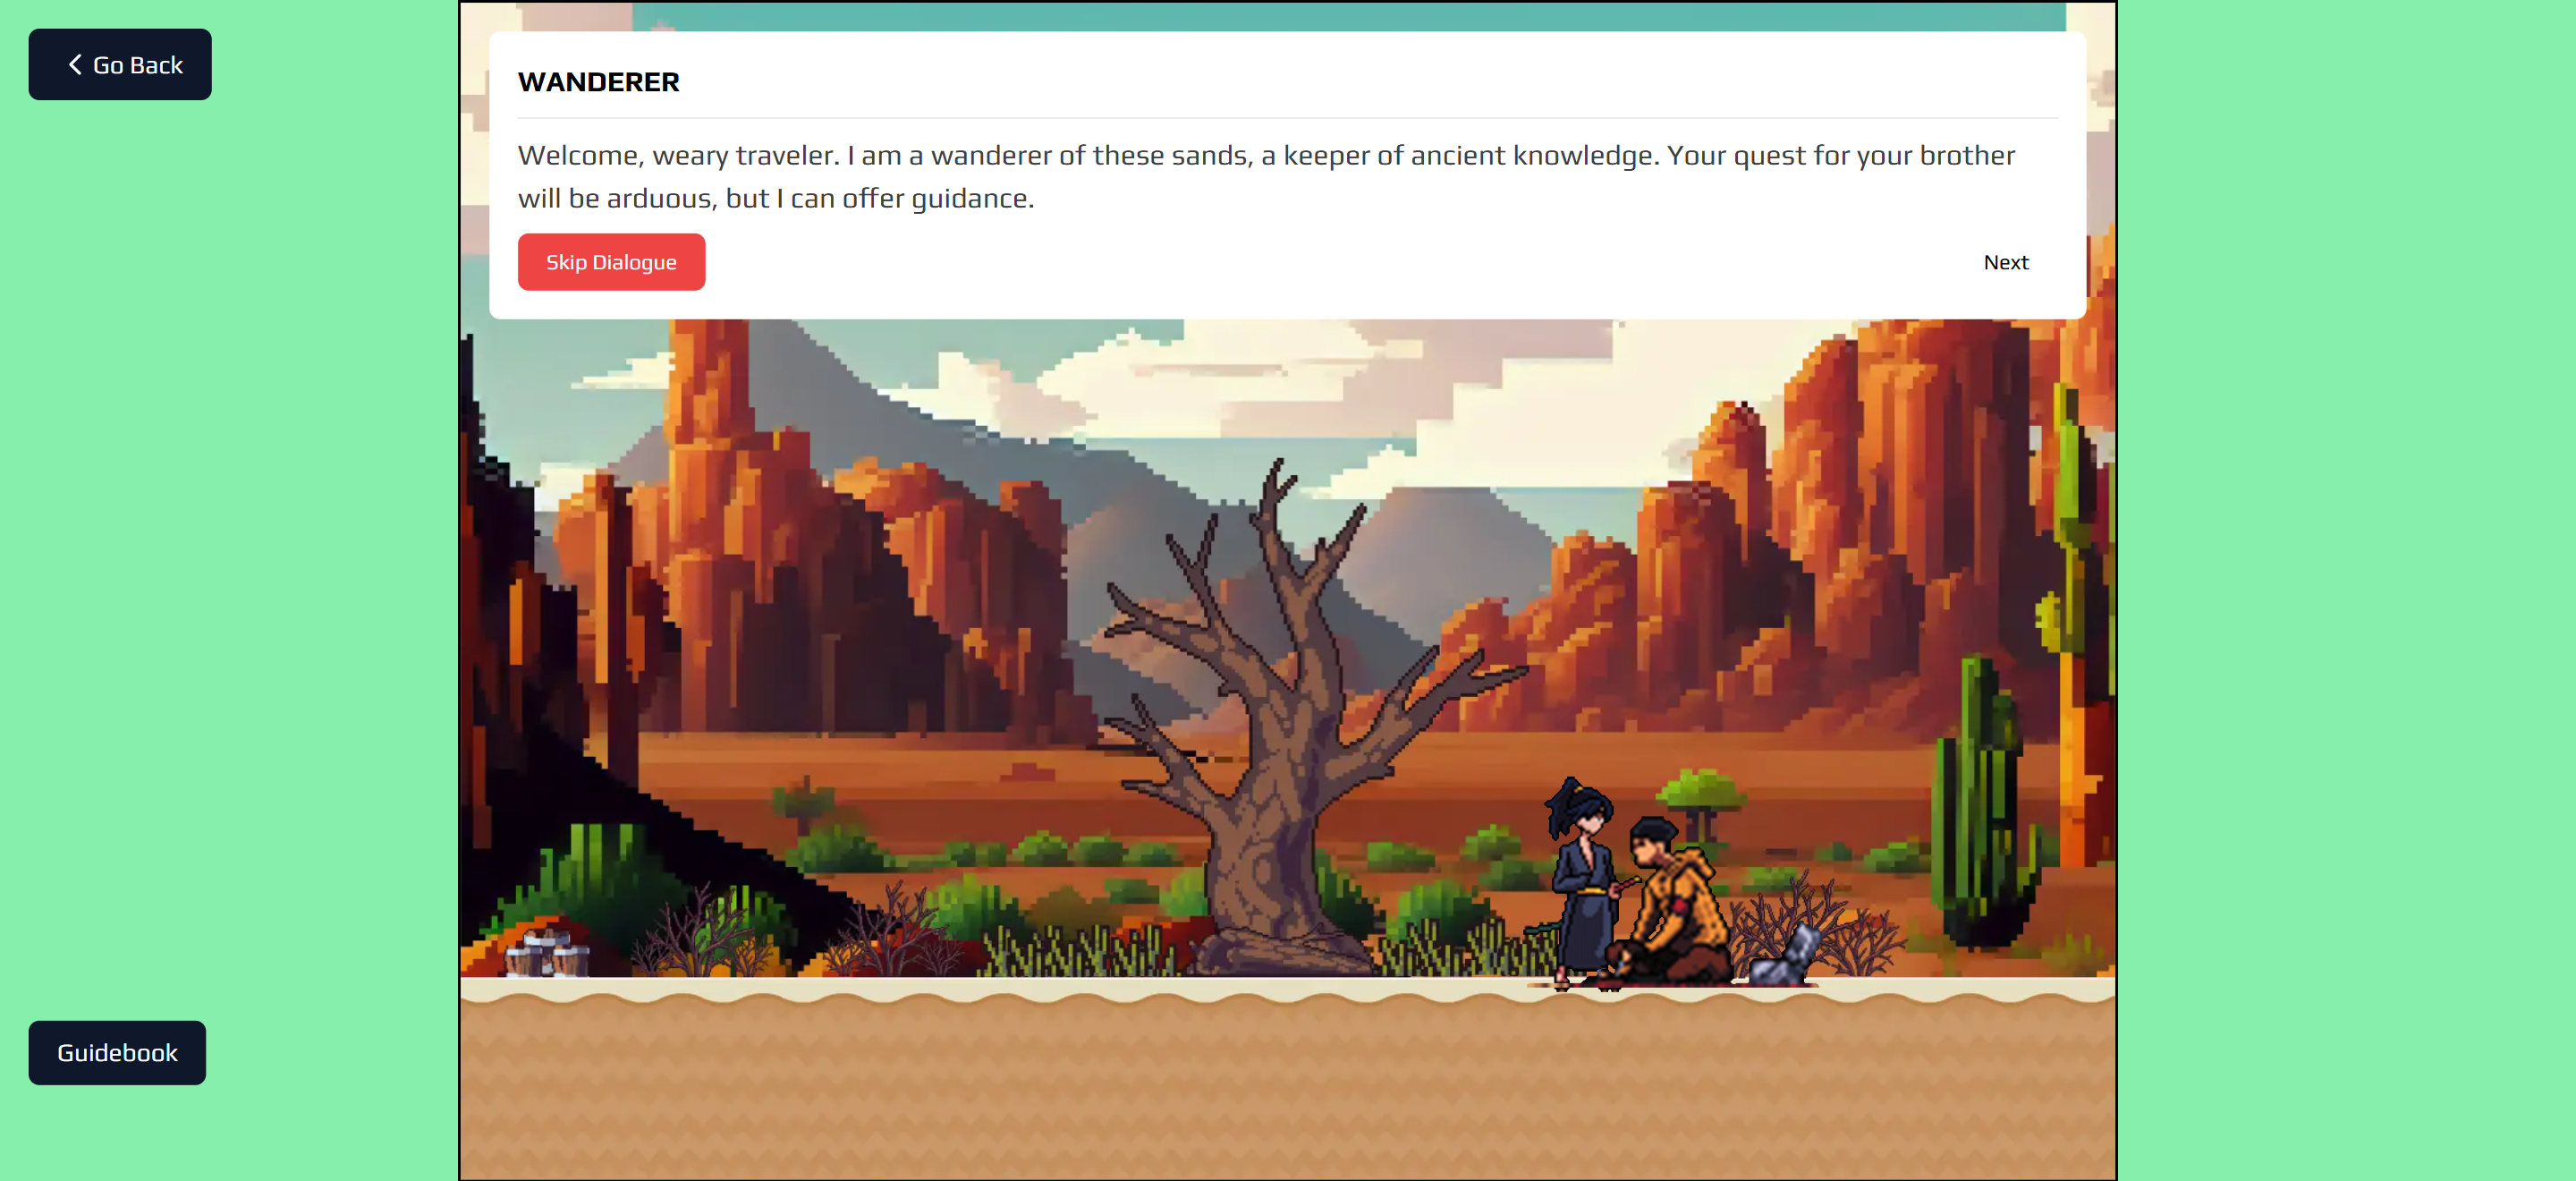 Go Back
WANDERER
Welcome, weary traveler. I am a wanderer of these sands, a keeper of ancient knowledge. Your quest for your brother
will be arduous, but I can offer guidance.
Skip Dialogue
Next
Guidebook